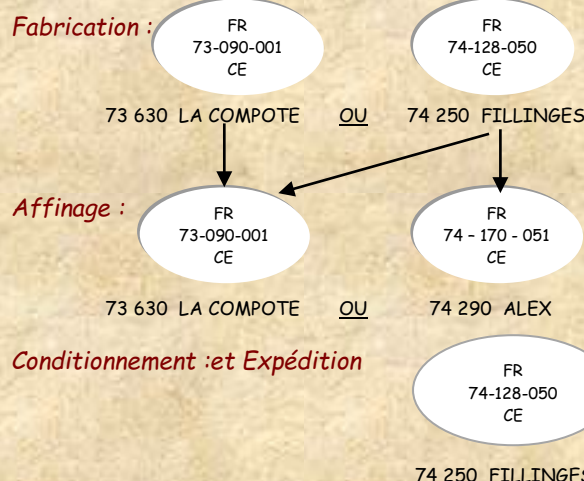 Fabrication :
FR FR
73-090-001 74-128-050
CE CE
73 630 LA COMPOTE OU 74 250 FILLINGES
Affinage :
FR FR
73-090-001 74 – 170 - 051
CE CE
73 630 LA COMPOTE OU 74 290 ALEX
Conditionnement :et Expédition
FR
74-128-050
CE
74 250 FILLINGES